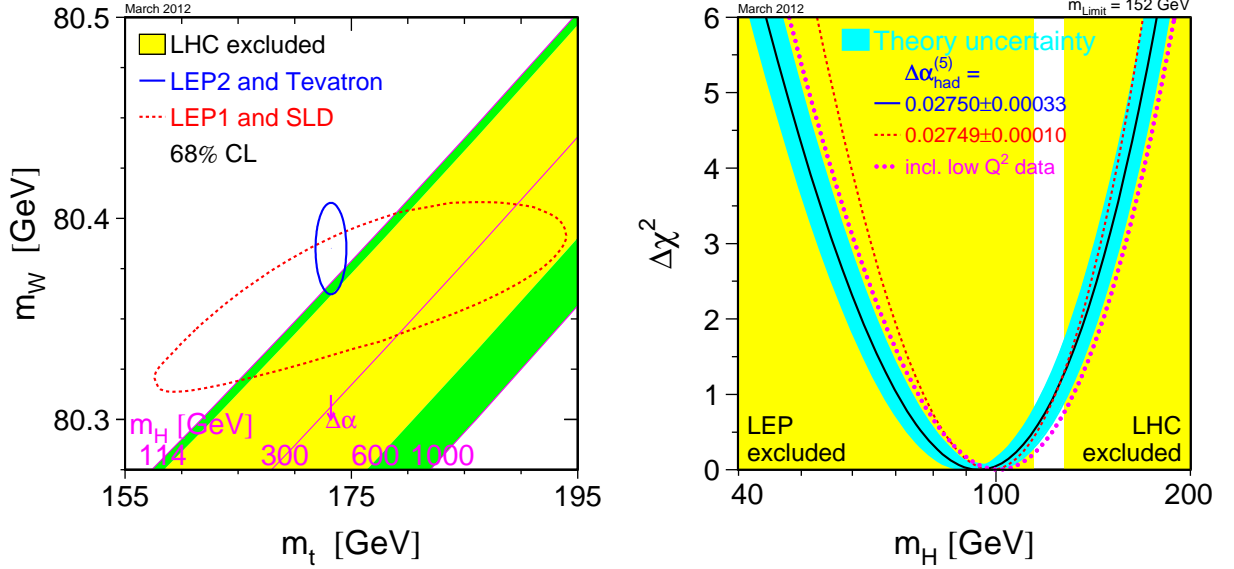 March 2012
80.5
80.4
80.3
m_W [GeV]
LHC excluded
LEP2 and Tevatron
LEP1 and SLD
68% CL
m_H [GeV]
114 300 600 1000
Δα
155 175 195
m_t [GeV]
March 2012
m_Limit = 152 GeV
6
5
4
3
2
1
0
Δχ²
Theory uncertainty
Δα_had^(5) =
0.02750±0.00033
0.02749±0.00010
incl. low Q² data
LEP
excluded
LHC
excluded
40 100 200
m_H [GeV]